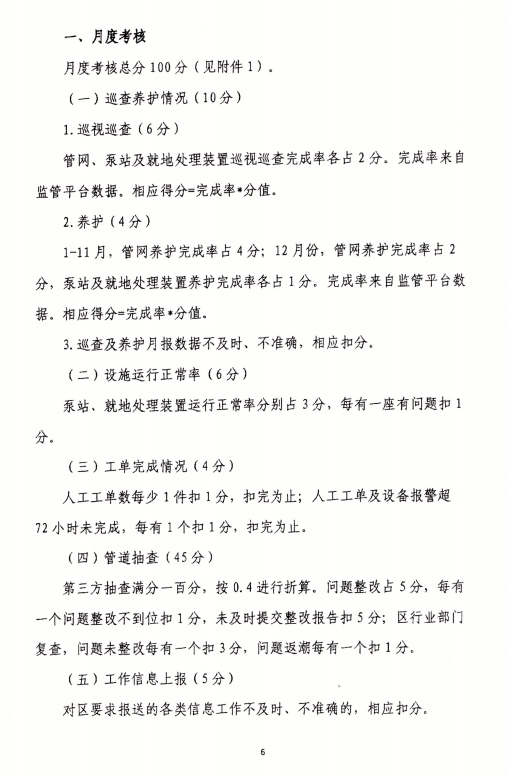 一、月度考核
月度考核总分100分（见附件1）。
（一）巡查养护情况（10分）
1.巡视巡查（6分）
管网、泵站及就地处理装置巡视巡查完成率各占2分。完成率来自
监管平台数据。相应得分=完成率*分值。
2.养护（4分）
1-11月，管网养护完成率占4分；12月份，管网养护完成率占2
分，泵站及就地处理装置养护完成率各占1分。完成率来自监管平台数
据。相应得分=完成率*分值。
3.巡查及养护月报数据不及时、不准确，相应扣分。
（二）设施运行正常率（6分）
泵站、就地处理装置运行正常率分别占3分，每有一座有问题扣1
分。
（三）工单完成情况（4分）
人工工单数每少1件扣1分，扣完为止；人工工单及设备报警超
72小时未完成，每有1个扣1分，扣完为止。
（四）管道抽查（45分）
第三方抽查满分一百分，按0.4进行折算。问题整改占5分，每有
一个问题整改不到位扣1分，未及时提交整改报告扣5分；区行业部门
复查，问题未整改每有一个扣3分，问题返潮每有一个扣1分。
（五）工作信息上报（5分）
对区要求报送的各类信息工作不及时、不准确的，相应扣分。
6